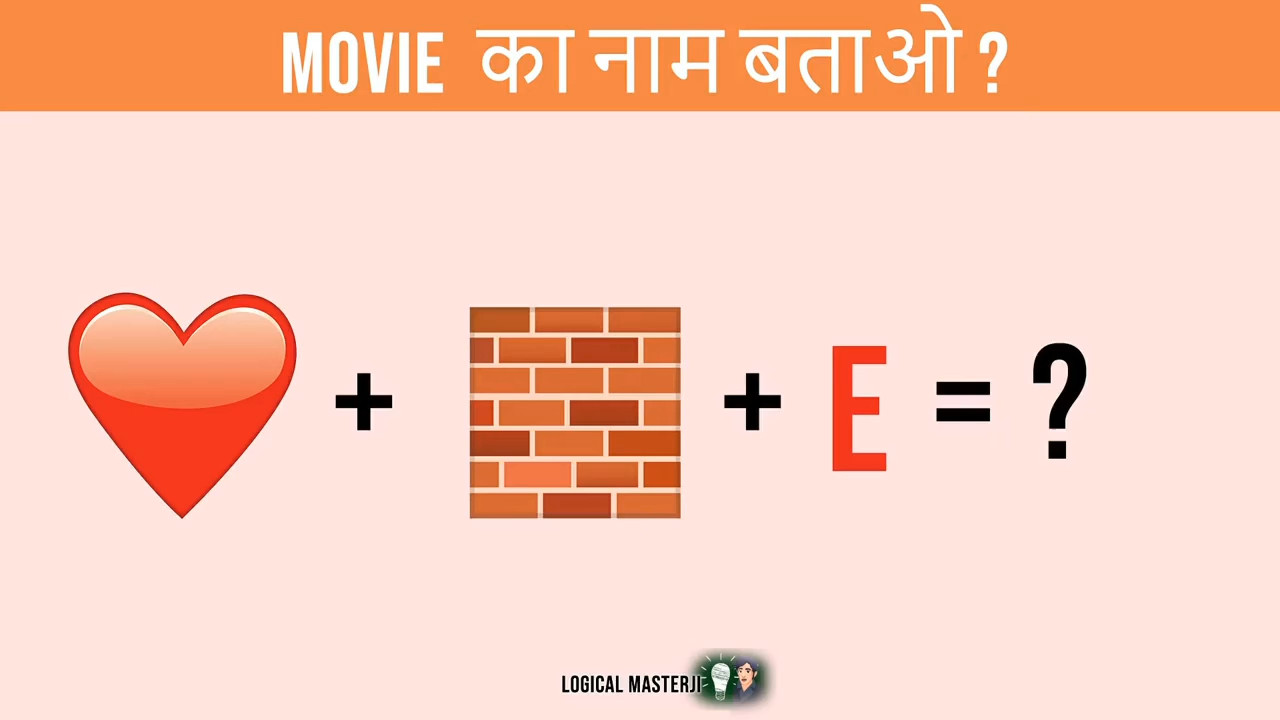 MOVIE का नाम बताओ ?
+ + E = ?
LOGICAL MASTERJI